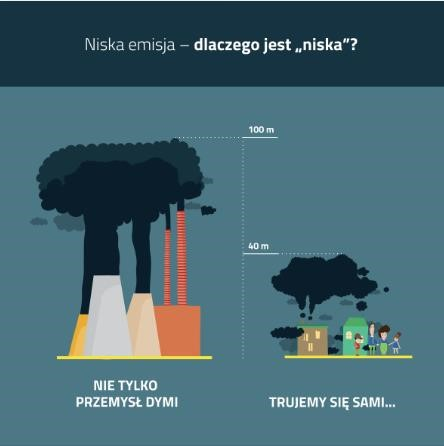 Niska emisja – dlaczego jest „niska”?
100 m
40 m
NIE TYLKO
PRZEMYSŁ DYMI
TRUJEMY SIĘ SAMI...